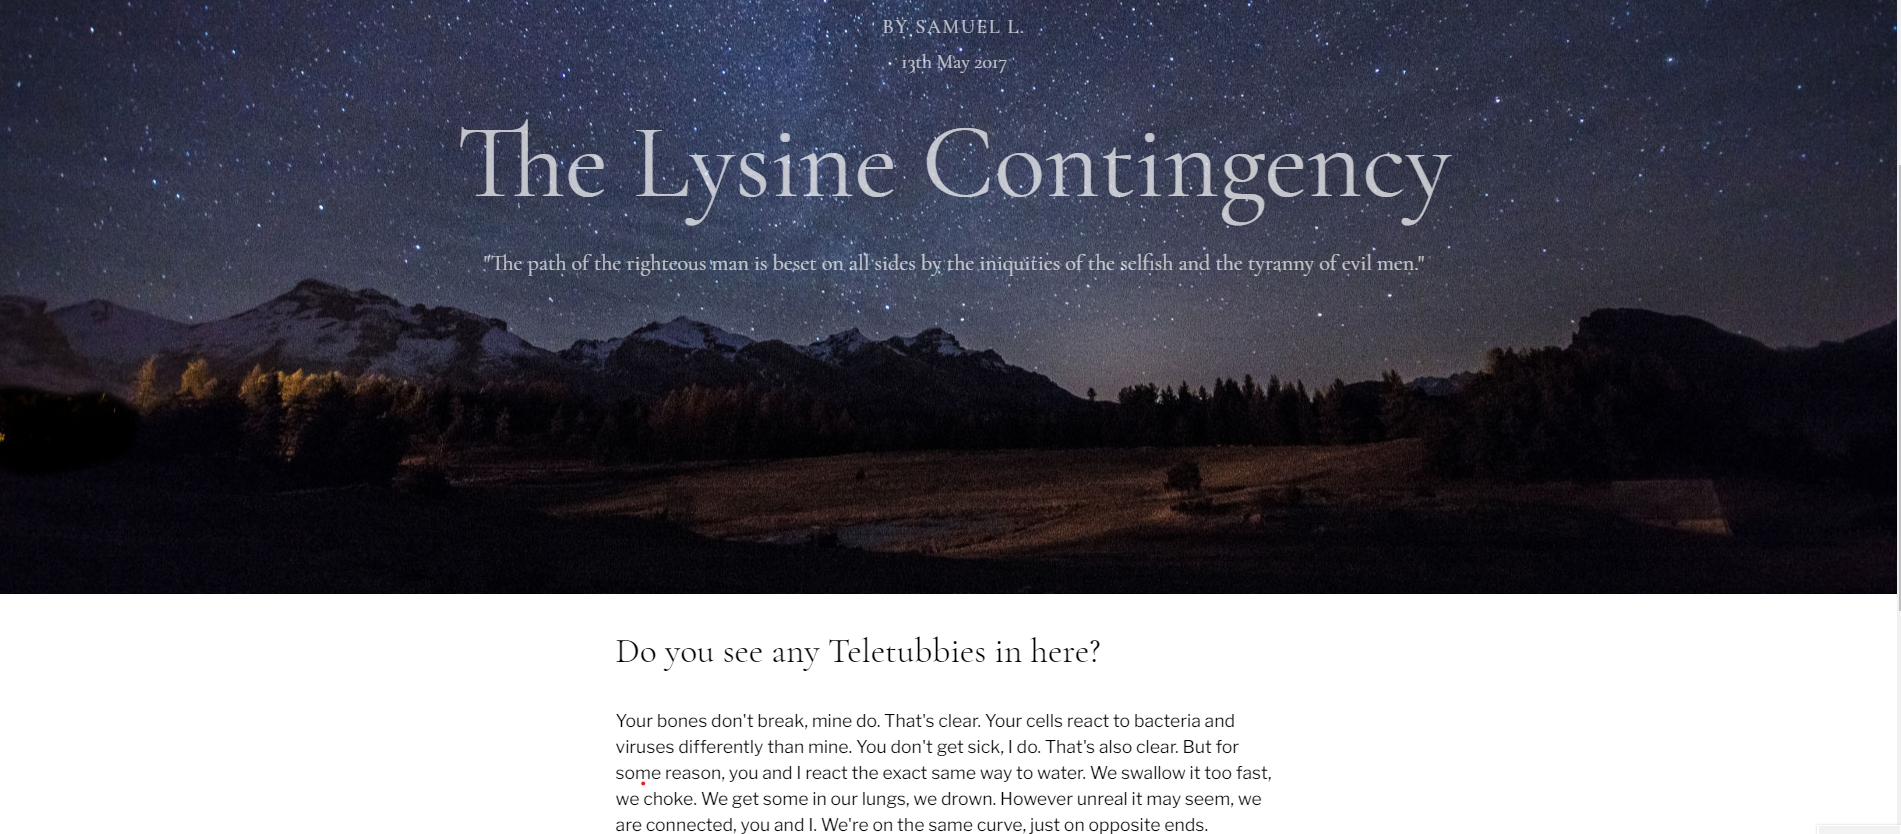 BY SAMUEL L.
13th May 2017
The Lysine Contingency
"The path of the righteous man is beset on all sides by the iniquities of the selfish and the tyranny of evil men."
Do you see any Teletubbies in here?
Your bones don't break, mine do. That's clear. Your cells react to bacteria and
viruses differently than mine. You don't get sick, I do. That's also clear. But for
some reason, you and I react the exact same way to water. We swallow it too fast,
we choke. We get some in our lungs, we drown. However unreal it may seem, we
are connected, you and I. We're on the same curve, just on opposite ends.